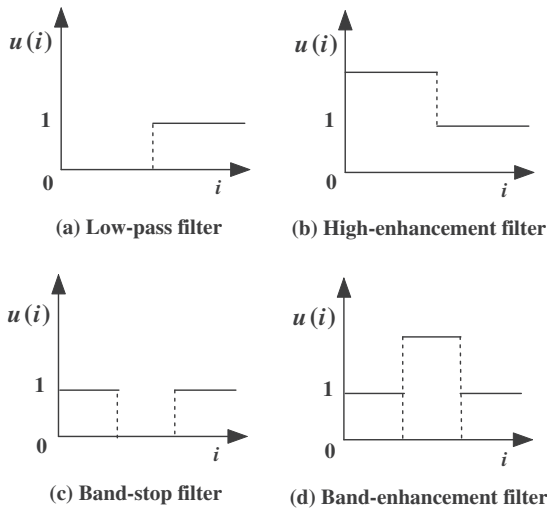 u(i)
1
0
i
(a) Low-pass filter
u(i)
1
0
i
(b) High-enhancement filter
u(i)
1
0
i
(c) Band-stop filter
u(i)
1
0
i
(d) Band-enhancement filter